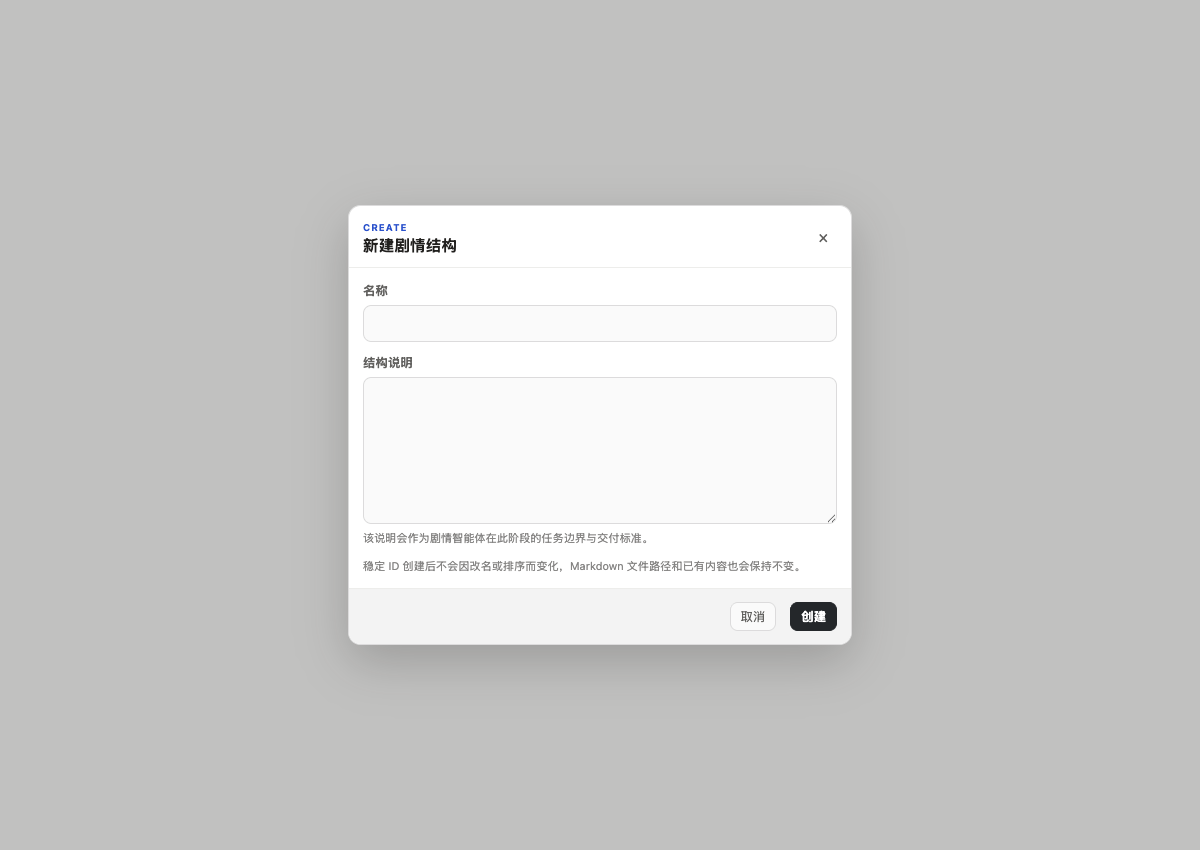 CREATE
新建剧情结构
×
名称
结构说明
该说明会作为剧情智能体在此阶段的任务边界与交付标准。
稳定 ID 创建后不会因改名或排序而变化，Markdown 文件路径和已有内容也会保持不变。
取消
创建